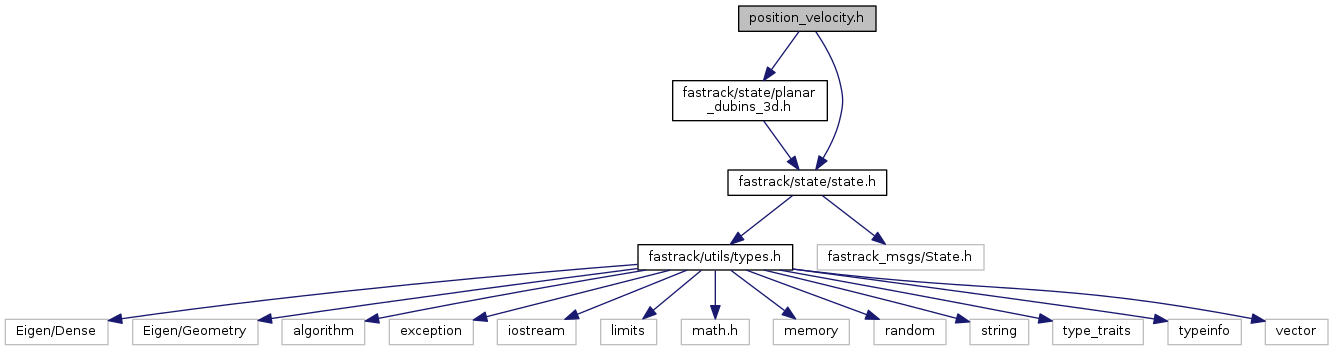 position_velocity.h
fastrack/state/planar
_dubins_3d.h
fastrack/state/state.h
fastrack/utils/types.h
fastrack_msgs/State.h
Eigen/Dense
Eigen/Geometry
algorithm
exception
iostream
limits
math.h
memory
random
string
type_traits
typeinfo
vector